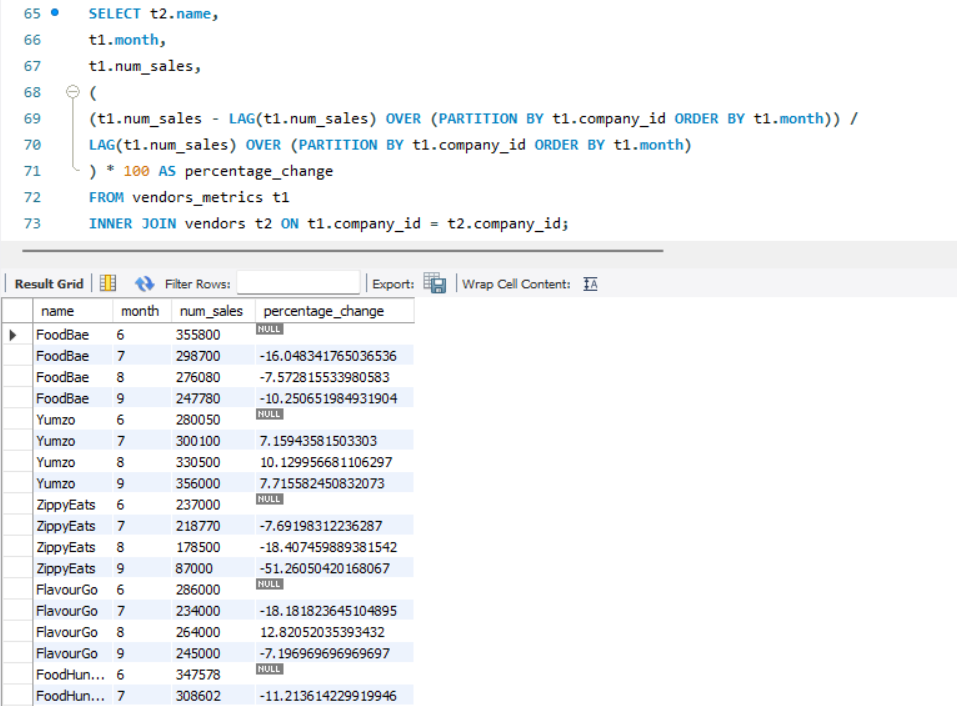 65 SELECT t2.name,
66 t1.month,
67 t1.num_sales,
68 (
69 (t1.num_sales - LAG(t1.num_sales) OVER (PARTITION BY t1.company_id ORDER BY t1.month)) /
70 LAG(t1.num_sales) OVER (PARTITION BY t1.company_id ORDER BY t1.month)
71 ) * 100 AS percentage_change
72 FROM vendors_metrics t1
73 INNER JOIN vendors t2 ON t1.company_id = t2.company_id;
Result Grid Filter Rows: Export: Wrap Cell Content: IA
name month num_sales percentage_change
FoodBae 6 355800 NULL
FoodBae 7 298700 -16.048341765036536
FoodBae 8 276080 -7.572815533980583
FoodBae 9 247780 -10.250651984931904
Yumzo 6 280050 NULL
Yumzo 7 300100 7.15943581503303
Yumzo 8 330500 10.129956681106297
Yumzo 9 356000 7.715582450832073
ZippyEats 6 237000 NULL
ZippyEats 7 218770 -7.69198312236287
ZippyEats 8 178500 -18.407459889381542
ZippyEats 9 87000 -51.26050420168067
FlavourGo 6 286000 NULL
FlavourGo 7 234000 -18.181823645104895
FlavourGo 8 264000 12.82052035393432
FlavourGo 9 245000 -7.196969696969697
FoodHun... 6 347578 NULL
FoodHun... 7 308602 -11.213614229919946